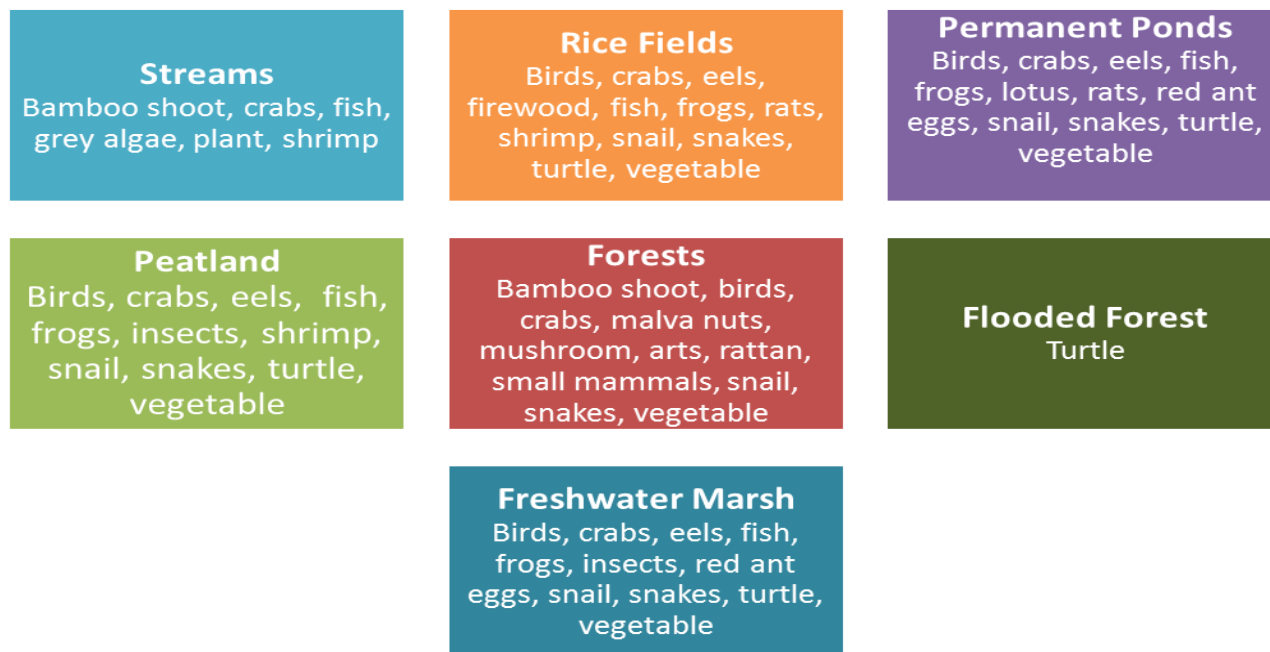 Streams
Bamboo shoot, crabs, fish,
grey algae, plant, shrimp
Rice Fields
Birds, crabs, eels,
firewood, fish, frogs, rats,
shrimp, snail, snakes,
turtle, vegetable
Permanent Ponds
Birds, crabs, eels, fish,
frogs, lotus, rats, red ant
eggs, snail, snakes, turtle,
vegetable
Peatland
Birds, crabs, eels, fish,
frogs, insects, shrimp,
snail, snakes, turtle,
vegetable
Forests
Bamboo shoot, birds,
crabs, malva nuts,
mushroom, arts, rattan,
small mammals, snail,
snakes, vegetable
Flooded Forest
Turtle
Freshwater Marsh
Birds, crabs, eels, fish,
frogs, insects, red ant
eggs, snail, snakes, turtle,
vegetable